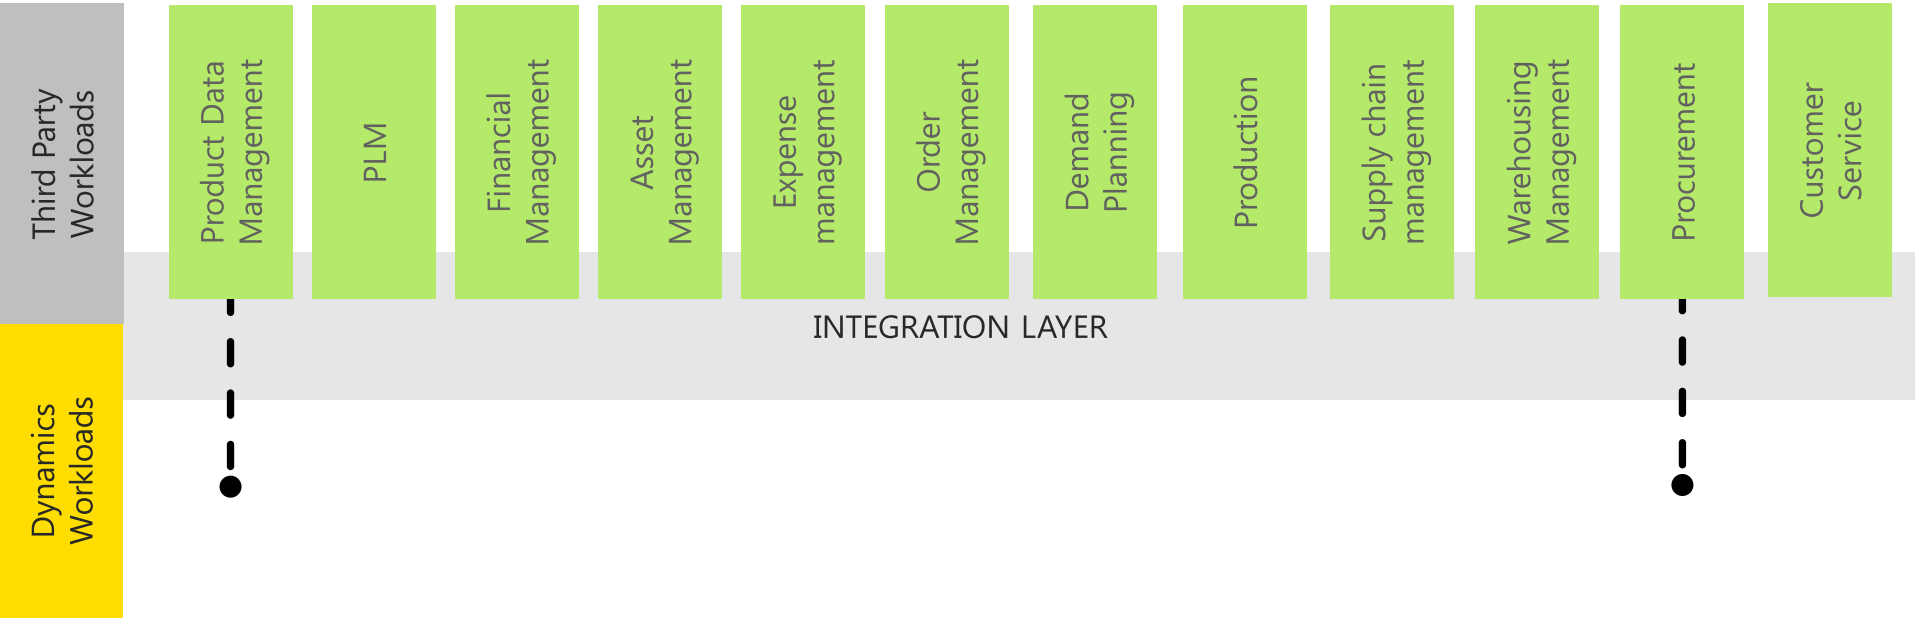 Third Party
Workloads
Product Data
Management
PLM
Financial
Management
Asset
Management
Expense
management
Order
Management
Demand
Planning
Production
Supply chain
management
Warehousing
Management
Procurement
Customer
Service
INTEGRATION LAYER
Dynamics
Workloads